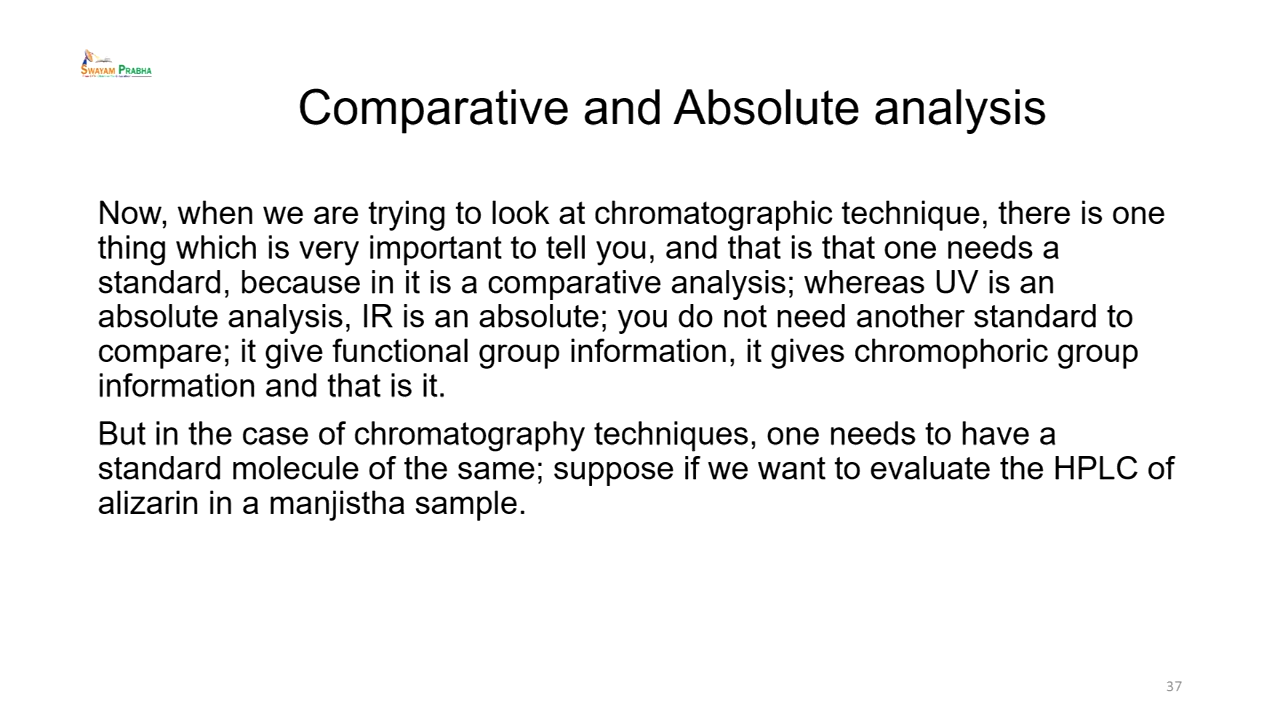 SWAYAM PRABHA
Comparative and Absolute analysis
Now, when we are trying to look at chromatographic technique, there is one
thing which is very important to tell you, and that is that one needs a
standard, because in it is a comparative analysis; whereas UV is an
absolute analysis, IR is an absolute; you do not need another standard to
compare; it give functional group information, it gives chromophoric group
information and that is it.
But in the case of chromatography techniques, one needs to have a
standard molecule of the same; suppose if we want to evaluate the HPLC of
alizarin in a manjistha sample.
37